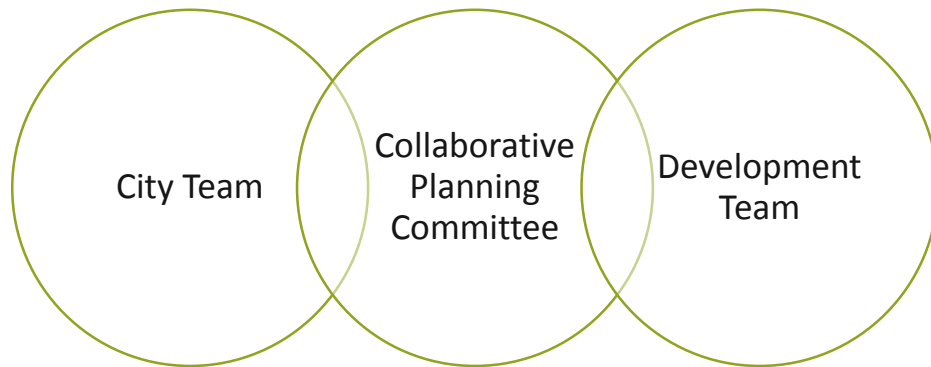 City Team
Collaborative
Planning
Committee
Development
Team